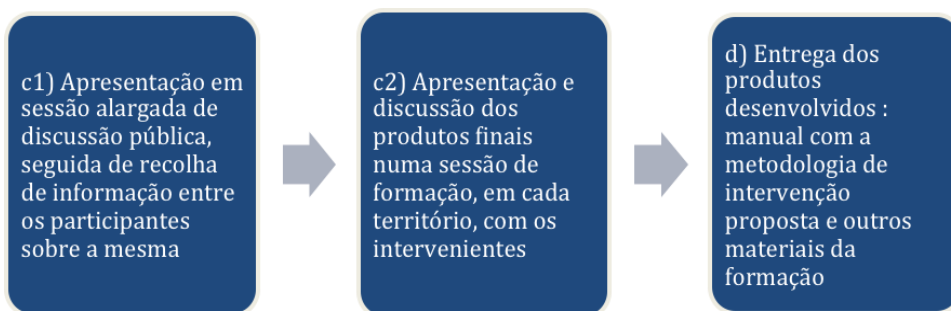 c1) Apresentação em
sessão alargada de
discussão pública,
seguida de recolha
de informação entre
os participantes
sobre a mesma
c2) Apresentação e
discussão dos
produtos finais
numa sessão de
formação, em cada
território, com os
intervenientes
d) Entrega dos
produtos
desenvolvidos :
manual com a
metodologia de
intervenção
proposta e outros
materiais da
formação